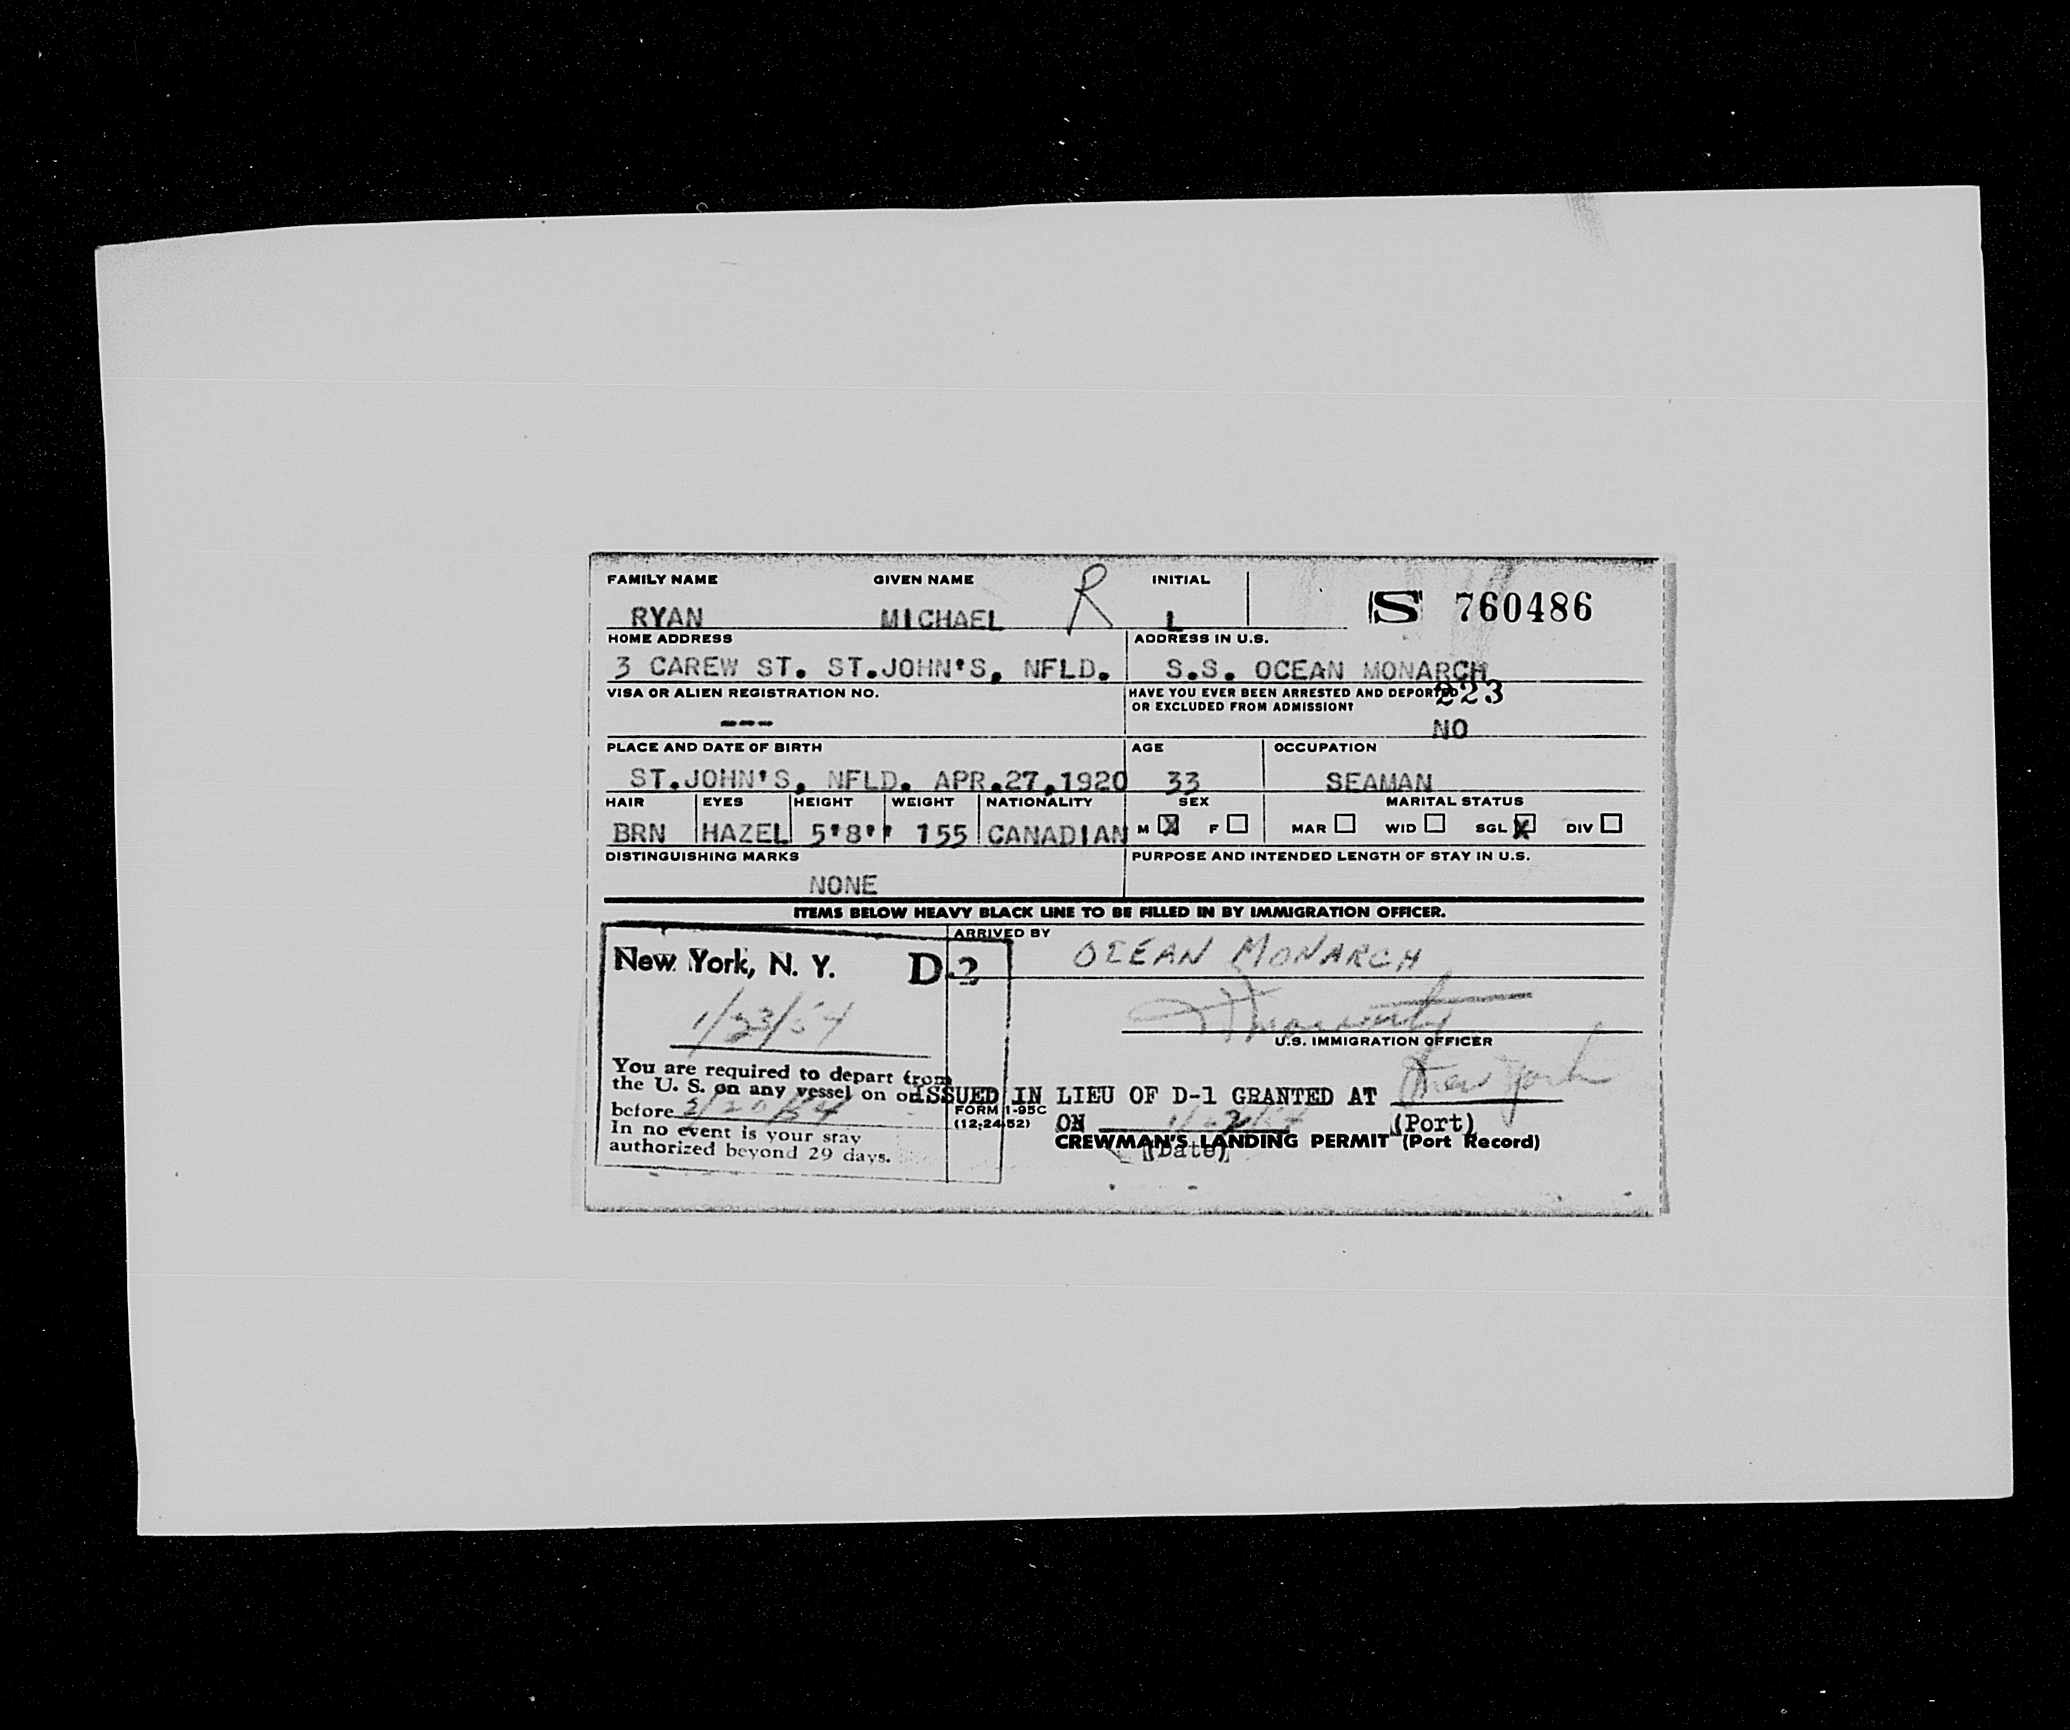 FAMILY NAME GIVEN NAME INITIAL
RYAN MICHAEL R L S 760486
HOME ADDRESS ADDRESS IN U.S.
3 CAREW ST. ST.JOHN'S, NFLD. S.S. OCEAN MONARCH
VISA OR ALIEN REGISTRATION NO. HAVE YOU EVER BEEN ARRESTED AND DEPORTED 223
OR EXCLUDED FROM ADMISSION?
--- NO
PLACE AND DATE OF BIRTH AGE OCCUPATION
ST.JOHN'S, NFLD. APR.27,1920 33 SEAMAN
HAIR EYES HEIGHT WEIGHT NATIONALITY SEX MARITAL STATUS
BRN HAZEL 5'8" 155 CANADIAN M X F MAR WID SGL X DIV
DISTINGUISHING MARKS PURPOSE AND INTENDED LENGTH OF STAY IN U.S.
NONE
ITEMS BELOW HEAVY BLACK LINE TO BE FILLED IN BY IMMIGRATION OFFICER.
ARRIVED BY OCEAN MONARCH
New York, N. Y. D-2
1/23/54
U.S. IMMIGRATION OFFICER
You are required to depart from
the U. S. on any vessel on or
before 2/20/54
In no event is your stay
authorized beyond 29 days.
ISSUED IN LIEU OF D-1 GRANTED AT New York
FORM I-95C
(12-24-52)
ON (Port)
CREWMAN'S LANDING PERMIT (Port Record)
(Date)